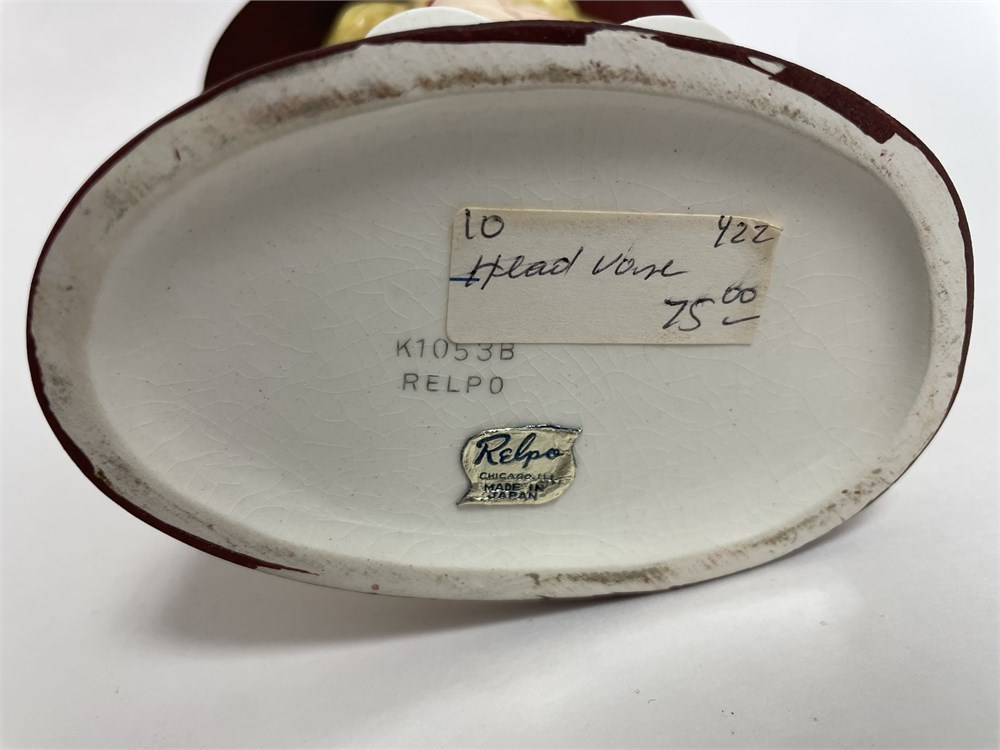 10 422
Head Vase
75 00
K1053B
RELPO
Relpo
CHICAGO, ILL.
MADE IN
JAPAN